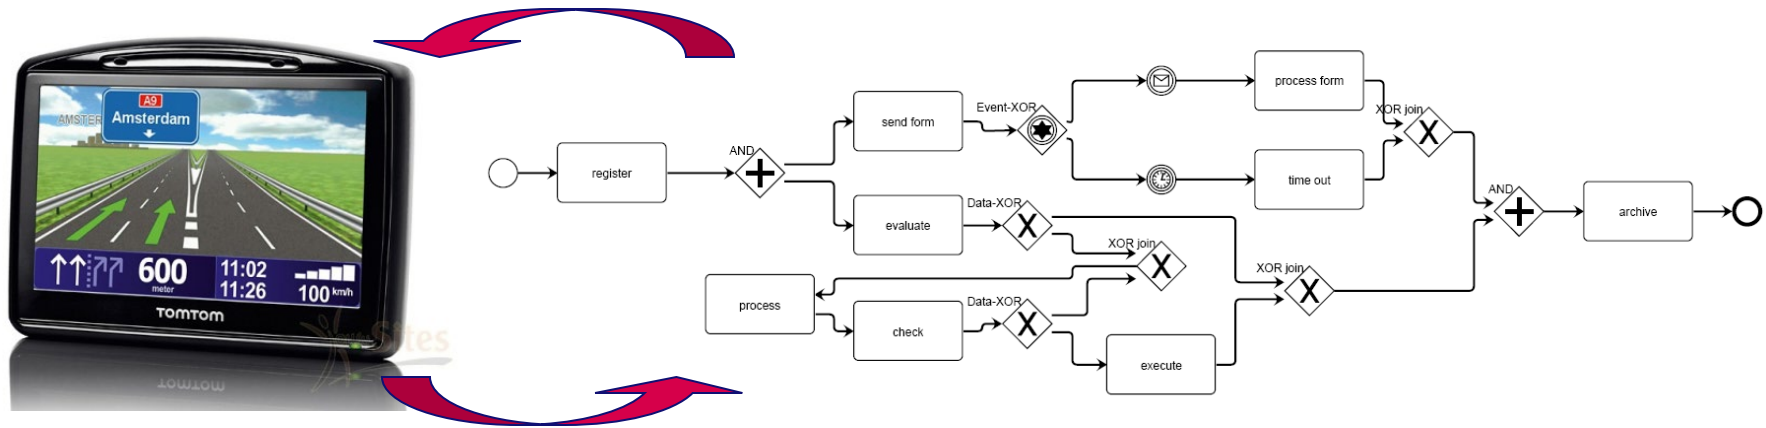 A9
AMSTER
Amsterdam
600
meter
11:02
11:26
100 km/h
TOMTOM
Sites
register
AND
send form
Event-XOR
process form
XOR join
time out
evaluate
Data-XOR
XOR join
process
check
Data-XOR
execute
XOR join
AND
archive